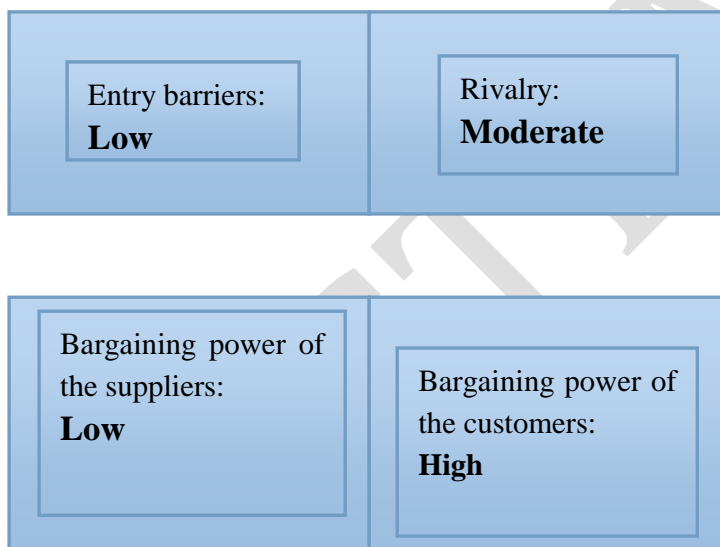 Entry barriers:
Low
Rivalry:
Moderate
Bargaining power of
the suppliers:
Low
Bargaining power of
the customers:
High